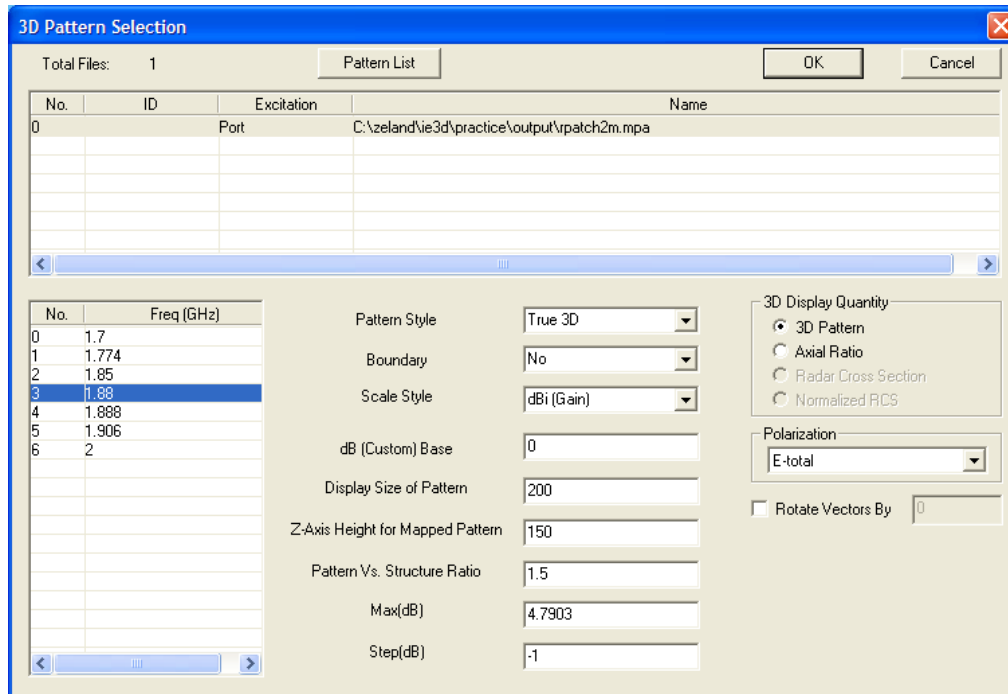 3D Pattern Selection
Total Files: 1 Pattern List OK Cancel
No. ID Excitation Name
0 Port C:\zeland\ie3d\practice\output\rpatch2m.mpa
No. Freq (GHz)
0 1.7
1 1.774
2 1.85
3 1.88
4 1.888
5 1.906
6 2
Pattern Style True 3D
Boundary No
Scale Style dBi (Gain)
dB (Custom) Base 0
Display Size of Pattern 200
Z-Axis Height for Mapped Pattern 150
Pattern Vs. Structure Ratio 1.5
Max(dB) 4.7903
Step(dB) -1
3D Display Quantity
3D Pattern
Axial Ratio
Radar Cross Section
Normalized RCS
Polarization
E-total
Rotate Vectors By 0